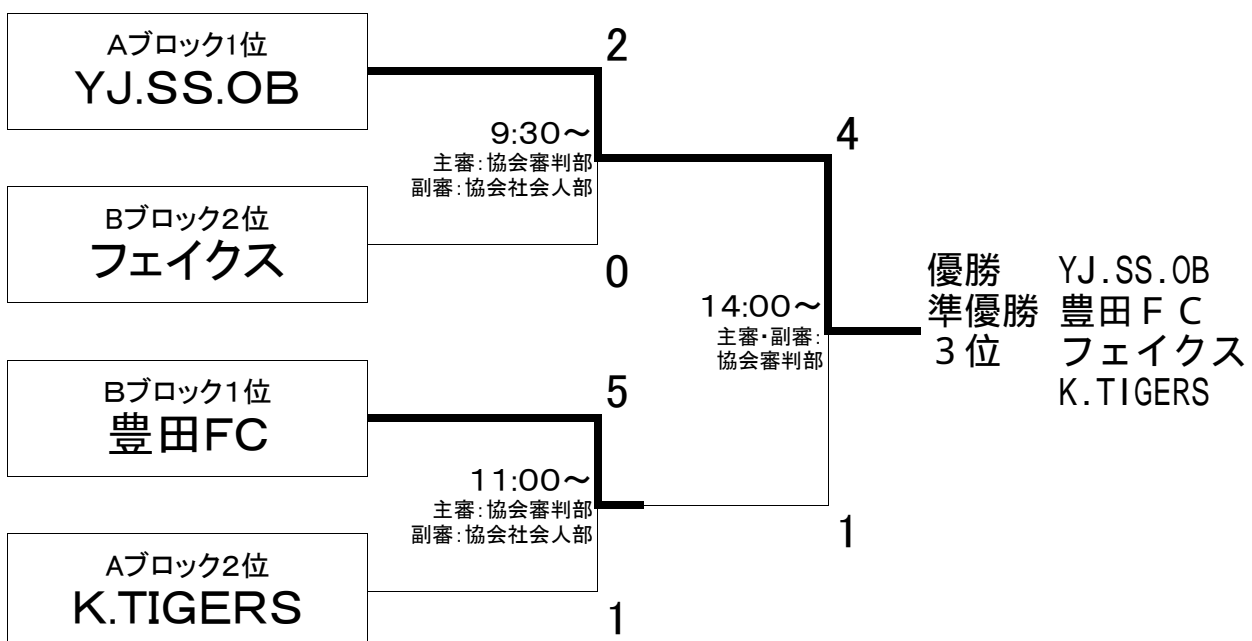 Aブロック1位
YJ.SS.OB
2
9:30～
主審：協会審判部
副審：協会社会人部
4
Bブロック2位
フェイクス
0
14:00～
主審・副審：
協会審判部
優勝 YJ.SS.OB
準優勝 豊田ＦＣ
３位 フェイクス
K.TIGERS
Bブロック1位
豊田FC
5
11:00～
主審：協会審判部
副審：協会社会人部
1
Aブロック2位
K.TIGERS
1